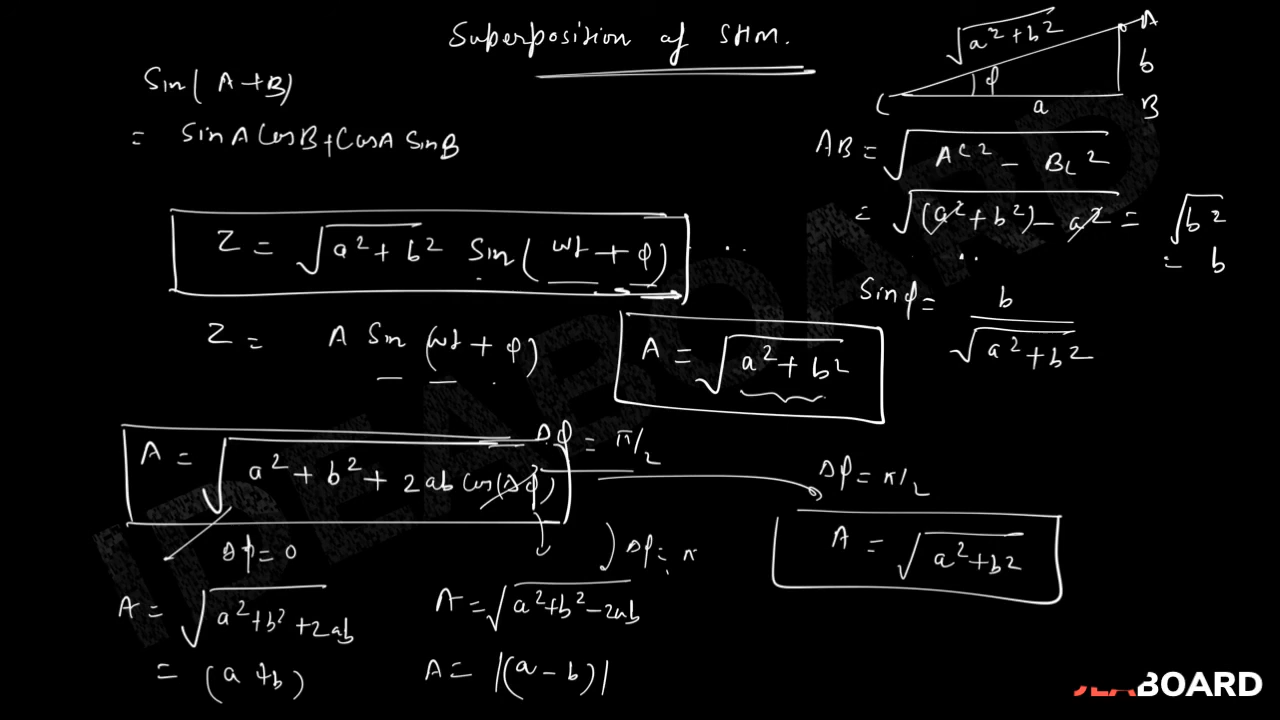 Superposition of SHM.
Sin(A+B)
= SinA CosB + CosA SinB
Z = √(a² + b²) Sin(ωt + φ) ..
Z = A Sin(ωt + φ)
A = √(a² + b²)
A = √(a² + b² + 2ab Cos(Δφ))
Δφ = π/2
Δφ = 0
A = √(a² + b² + 2ab)
= (a + b)
Δφ = π
A = √(a² + b² - 2ab)
A = |(a - b)|
Δφ = π/2
A = √(a² + b²)
√(a² + b²)
A
b
φ
C
a
B
AB = √(AC² - BC²)
= √((a² + b²) - a²) = √b²
= b
Sinφ = b / √(a² + b²)
IDEABOARD
BOARD